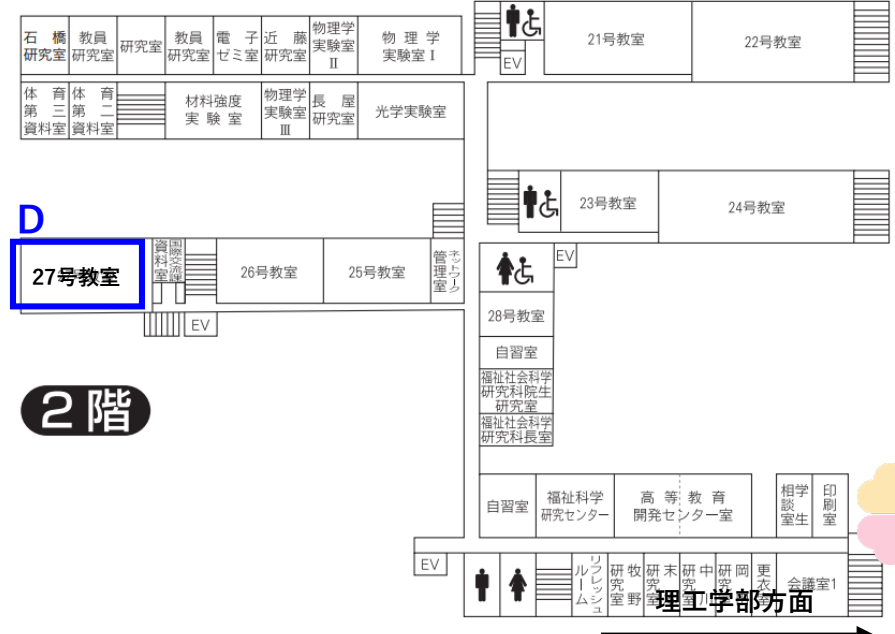 石橋
研究室
教員
研究室
研究室
教員
研究室
電子
ゼミ室
近藤
研究室
物理学
実験室
Ⅱ
物理学
実験室Ⅰ
EV
21号教室
22号教室
体育
第三
資料室
体育
第二
資料室
材料強度
実験室
物理学
実験室
Ⅲ
長屋
研究室
光学実験室
23号教室
24号教室
D
27号教室
国際交流課
資料室
26号教室
25号教室
ネットワーク
管理室
EV
EV
28号教室
自習室
福祉社会科学
研究科院生
研究室
福祉社会科学
研究科長室
2階
自習室
福祉科学
研究センター
高等教育
開発センター室
学生
相談室
印刷室
EV
リフレッシュ
ルーム
牧野
研究室
末
研究室
中川
研究室
岡
研究室
更衣室
会議室1
理工学部方面